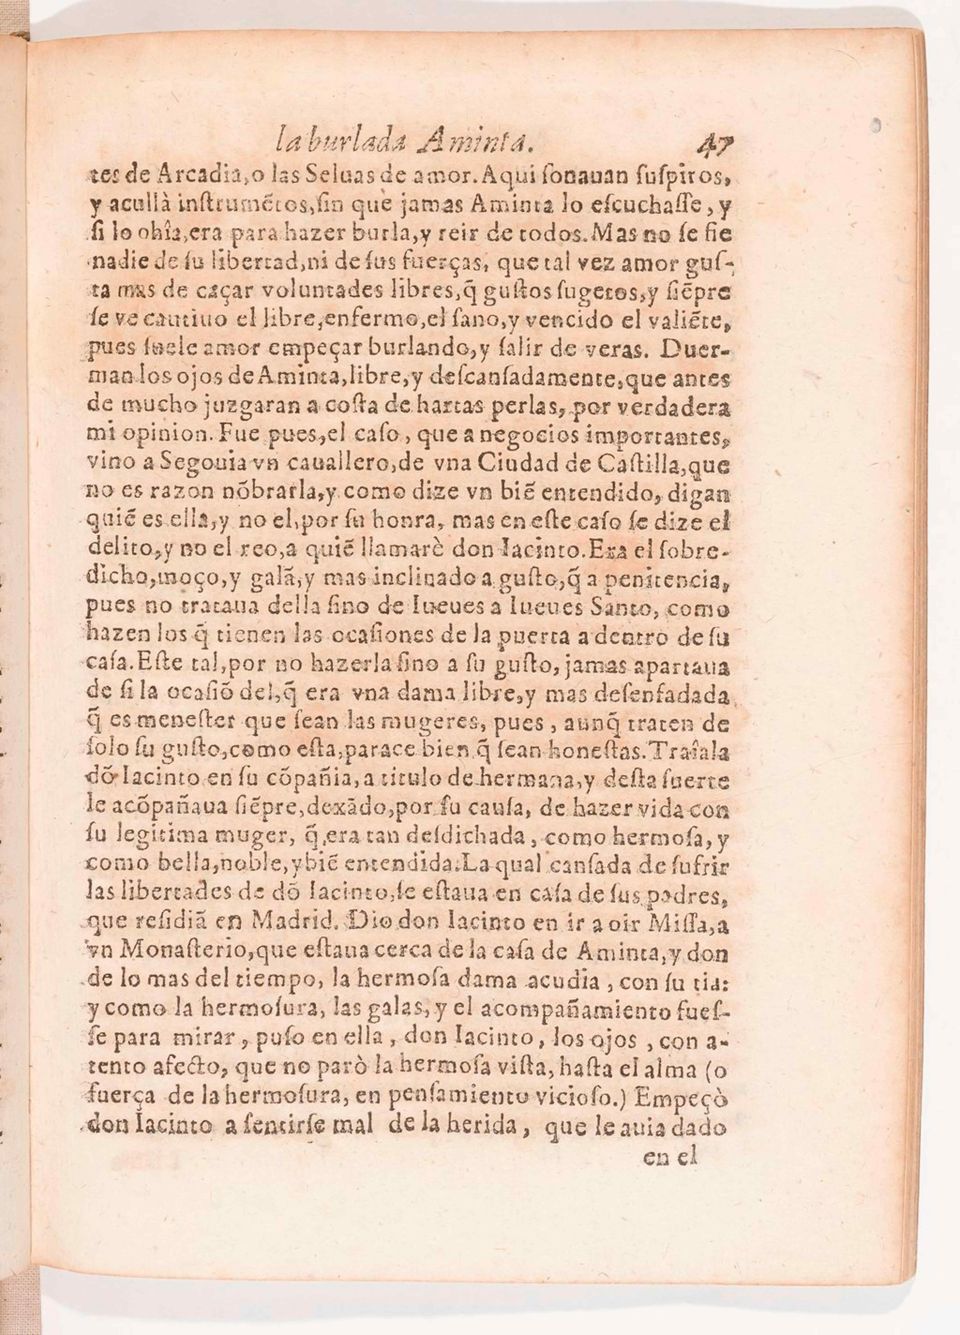 la burlada Aminta. 47
tes de Arcadia,o las Seluas de amor.Aqui ſonauan ſuſpiros,
y acullà inſtrumẽtos,ſin que jamas Aminta lo eſcuchaſſe, y
ſi lo ohîa,era para hazer burla,y reir de todos.Mas no ſe fie
nadie de ſu libertad,ni de ſus fuerças, que tal vez amor guſ-
ta mas de caçar voluntades libres,q̃ guſtos ſugetos,y ſiẽpre
ſe ve cautiuo el libre,enfermo,el ſano,y vencido el valiẽte,
pues ſuele amor empeçar burlando,y ſalir de veras. Duer-
man los ojos de Aminta,libre,y deſcanſadamente,que antes
de mucho juzgaran a coſta de hartas perlas, por verdadera
mi opinion.Fue pues,el caſo, que a negocios importantes,
vino a Segouia vn cauallero,de vna Ciudad de Caſtilla,que
no es razon nõbrarla,y como dize vn biẽ entendido, digan
quiẽ es ella,y no el,por ſu honra, mas en eſte caſo ſe dize el
delito,y no el reo,a quiẽ llamarè don Iacinto.Era el ſobre-
dicho,moço,y galã,y mas inclinado a guſto,q̃ a penitencia,
pues no trataua della ſino de Iueues a Iueues Santo, como
hazen los q̃ tienen las ocaſiones de la puerta a dentro de ſu
caſa.Eſte tal,por no hazerla ſino a ſu guſto, jamas apartaua
de ſi la ocaſiõ del,q̃ era vna dama libre,y mas deſenfadada
q̃ es meneſter que ſean las mugeres, pues, aunq̃ traten de
ſolo ſu guſto,como eſta,parace bien q̃ ſean honeſtas.Traîala
dõ Iacinto en ſu cõpañia,a titulo de hermana,y deſta ſuerte
le acõpañaua ſiẽpre,dexãdo,por ſu cauſa, de hazer vida con
ſu legitima muger, q̃ era tan deſdichada, como hermoſa, y
como bella,noble,y biẽ entendida:La qual canſada de ſufrir
las libertades de dõ Iacinto,ſe eſtaua en caſa de ſus padres,
que reſidiã en Madrid. Dio don Iacinto en ir a oir Miſſa,a
vn Monaſterio,que eſtaua cerca de la caſa de Aminta,y don
de lo mas del tiempo, la hermoſa dama acudia, con ſu tia:
y como la hermoſura, las galas, y el acompañamiento fueſ-
ſe para mirar, puſo en ella, don Iacinto, los ojos, con a-
tento afecto, que no parò la hermoſa viſta, haſta el alma (o
fuerça de la hermoſura, en penſamiento vicioſo.) Empeçò
don Iacinto a ſentirſe mal de la herida, que le auia dado
en el